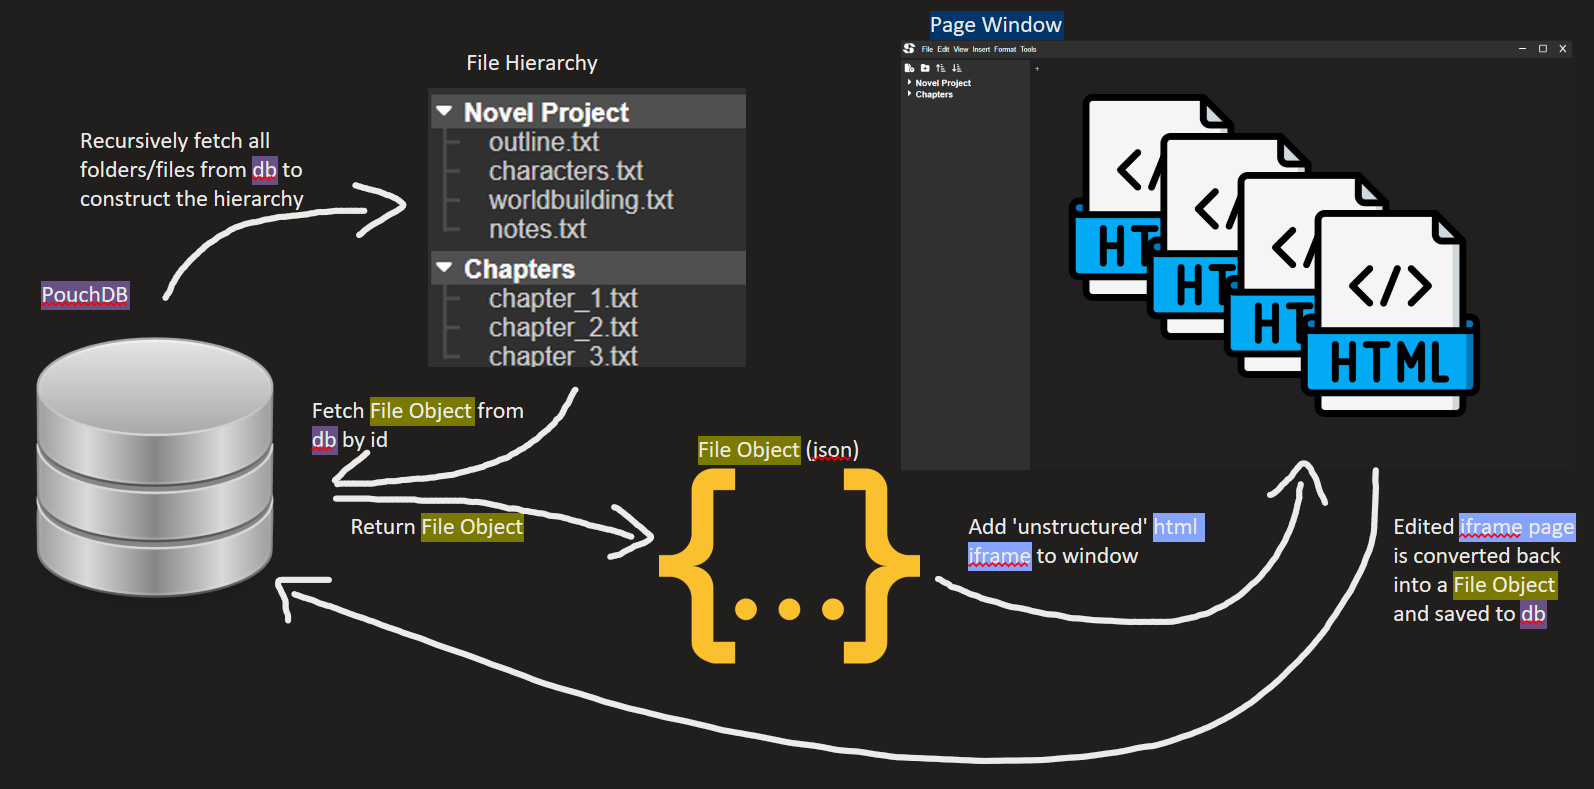 Page Window
File Edit View Insert Format Tools
Novel Project
Chapters
File Hierarchy
Novel Project
outline.txt
characters.txt
worldbuilding.txt
notes.txt
Chapters
chapter_1.txt
chapter_2.txt
chapter_3.txt
Recursively fetch all
folders/files from db to
construct the hierarchy
PouchDB
Fetch File Object from
db by id
Return File Object
File Object (json)
</>
HT
HT
HT
</>
HTML
Add 'unstructured' html
iframe to window
Edited iframe page
is converted back
into a File Object
and saved to db